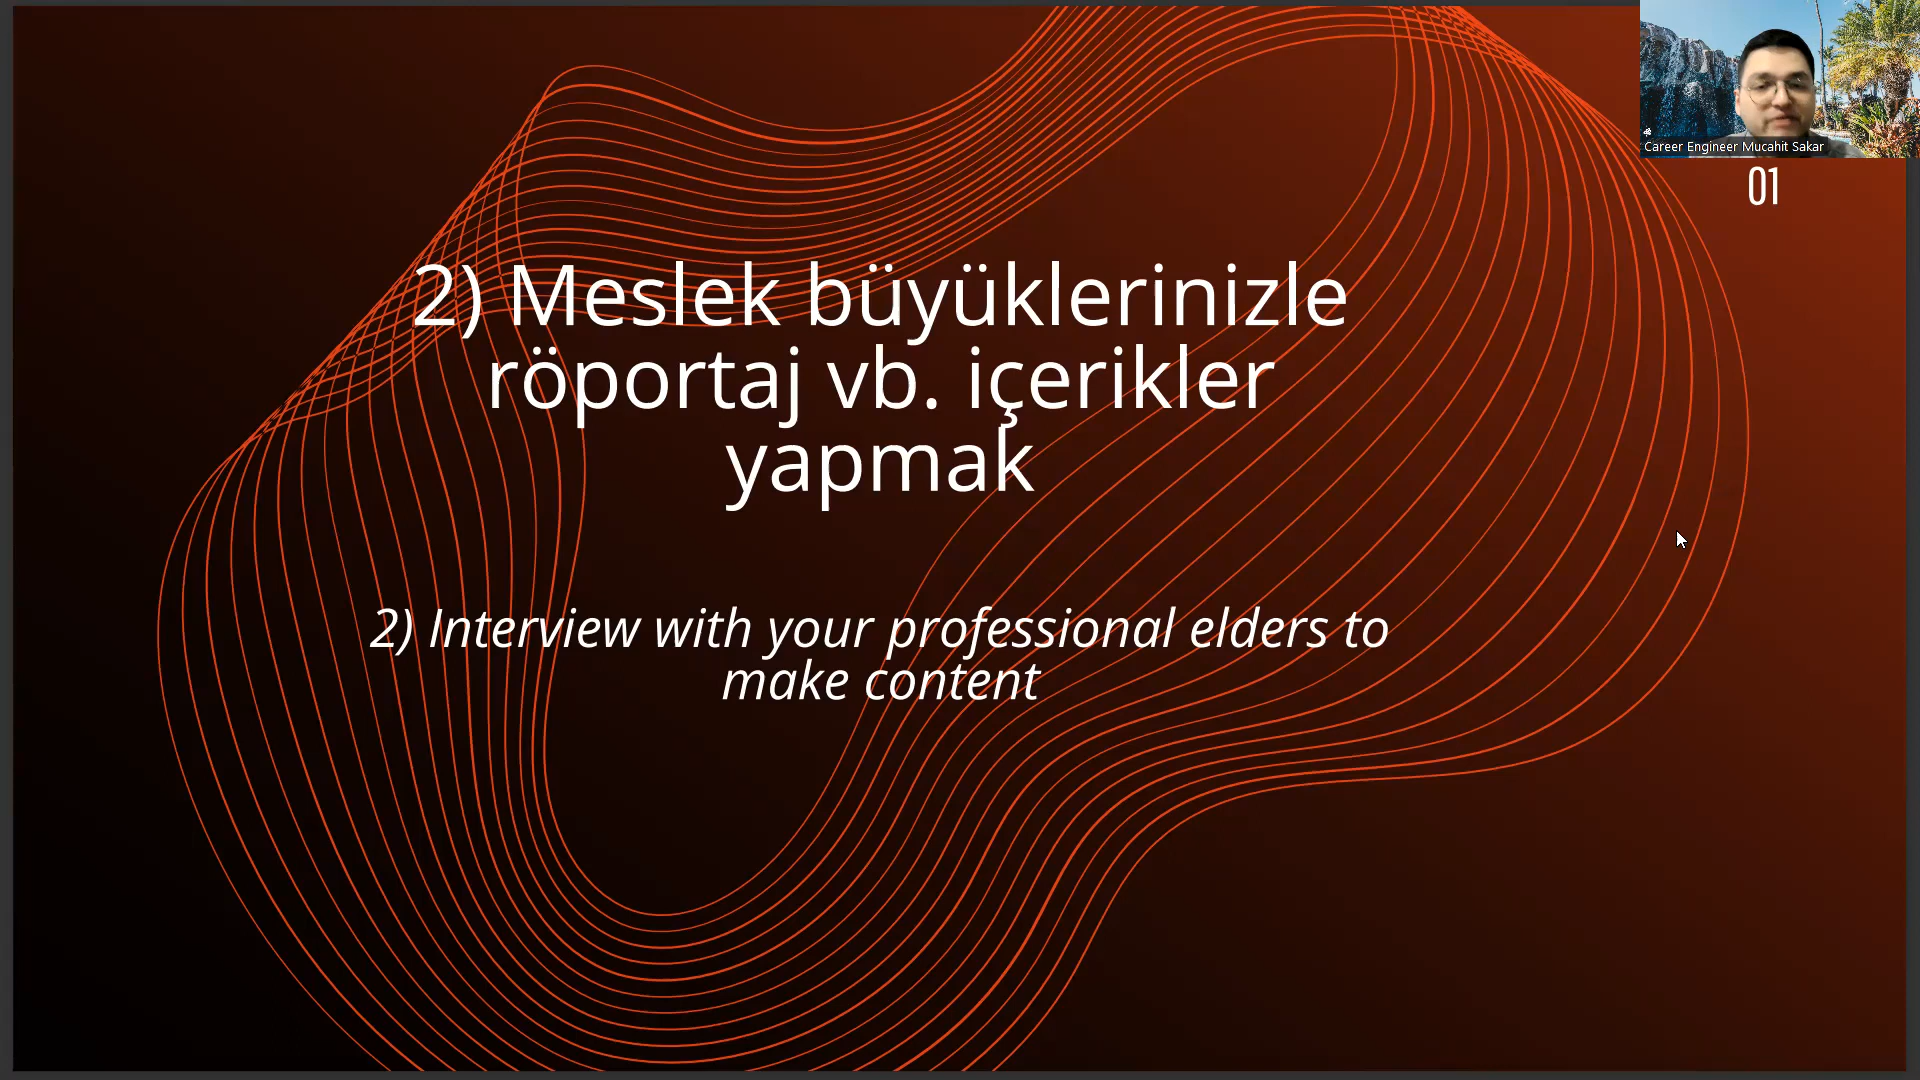 Career Engineer Mucahit Sakar
01
2) Meslek büyüklerinizle
röportaj vb. içerikler
yapmak
2) Interview with your professional elders to
make content